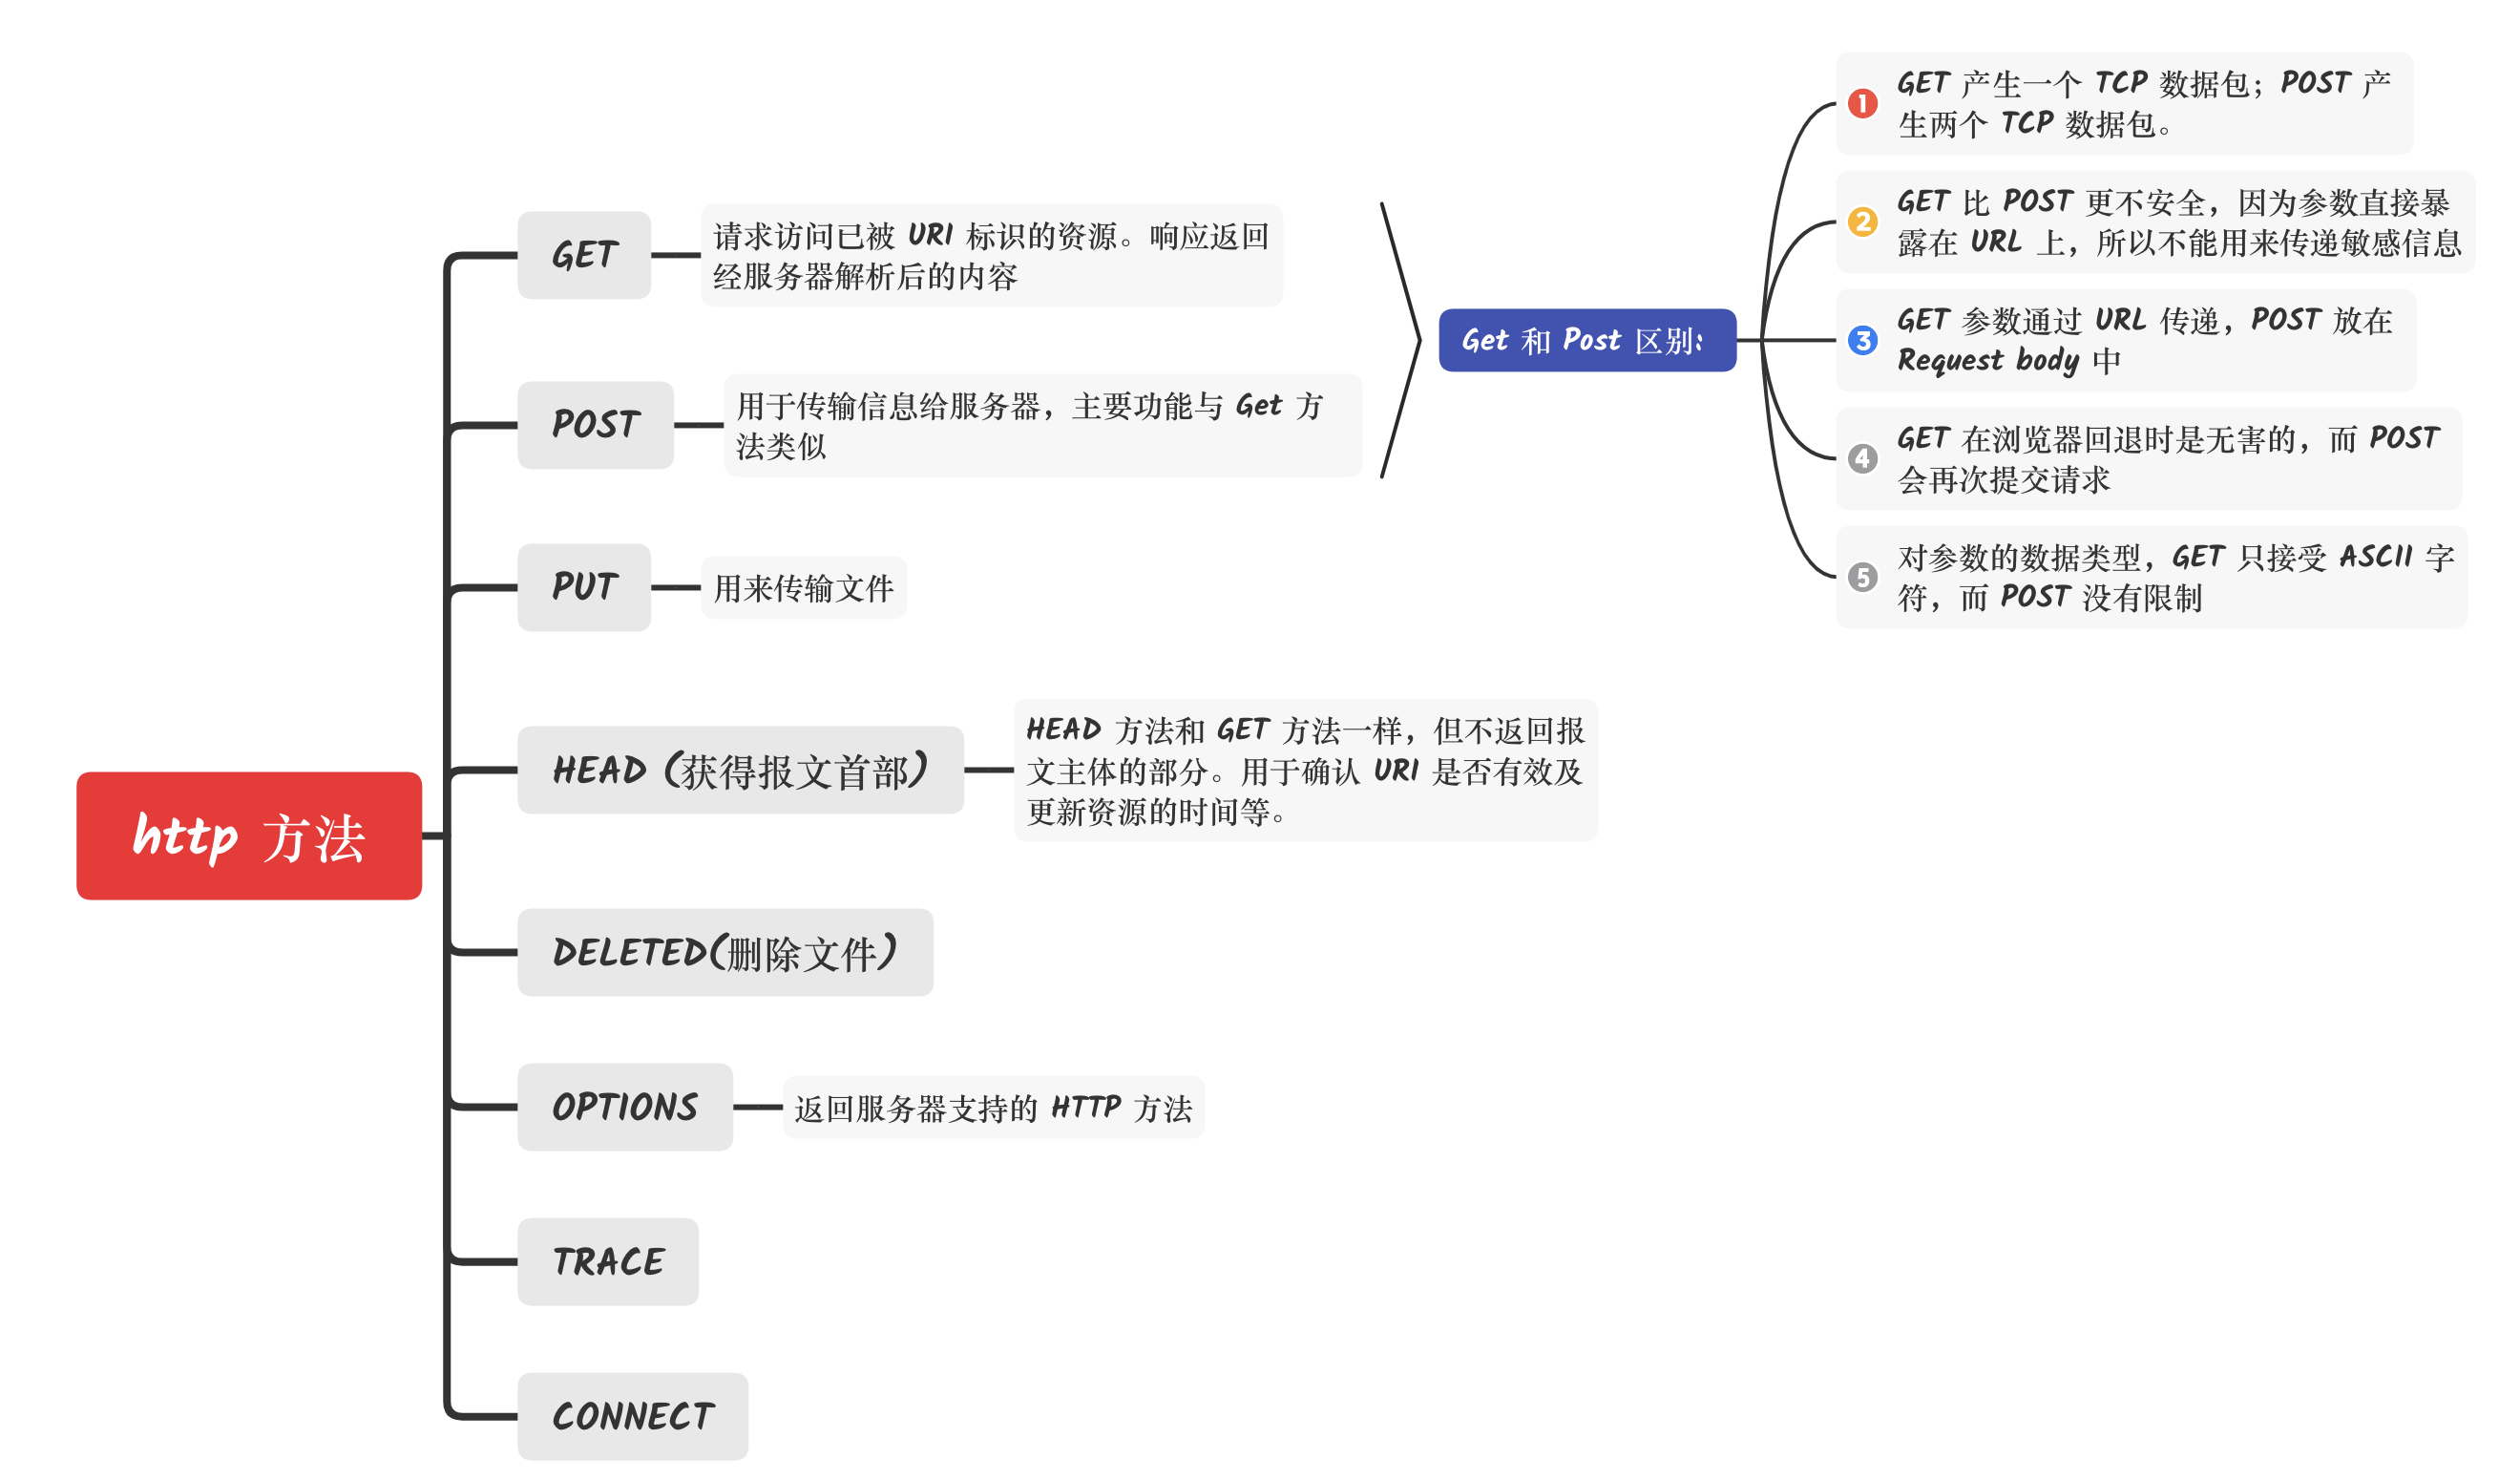 http 方法
GET
请求访问已被 URI 标识的资源。响应返回
经服务器解析后的内容
POST
用于传输信息给服务器，主要功能与 Get 方
法类似
Get 和 Post 区别：
1
GET 产生一个 TCP 数据包；POST 产
生两个 TCP 数据包。
2
GET 比 POST 更不安全，因为参数直接暴
露在 URL 上，所以不能用来传递敏感信息
3
GET 参数通过 URL 传递，POST 放在
Request body 中
4
GET 在浏览器回退时是无害的，而 POST
会再次提交请求
5
对参数的数据类型，GET 只接受 ASCII 字
符，而 POST 没有限制
PUT
用来传输文件
HEAD (获得报文首部)
HEAD 方法和 GET 方法一样，但不返回报
文主体的部分。用于确认 URI 是否有效及
更新资源的时间等。
DELETED(删除文件)
OPTIONS
返回服务器支持的 HTTP 方法
TRACE
CONNECT